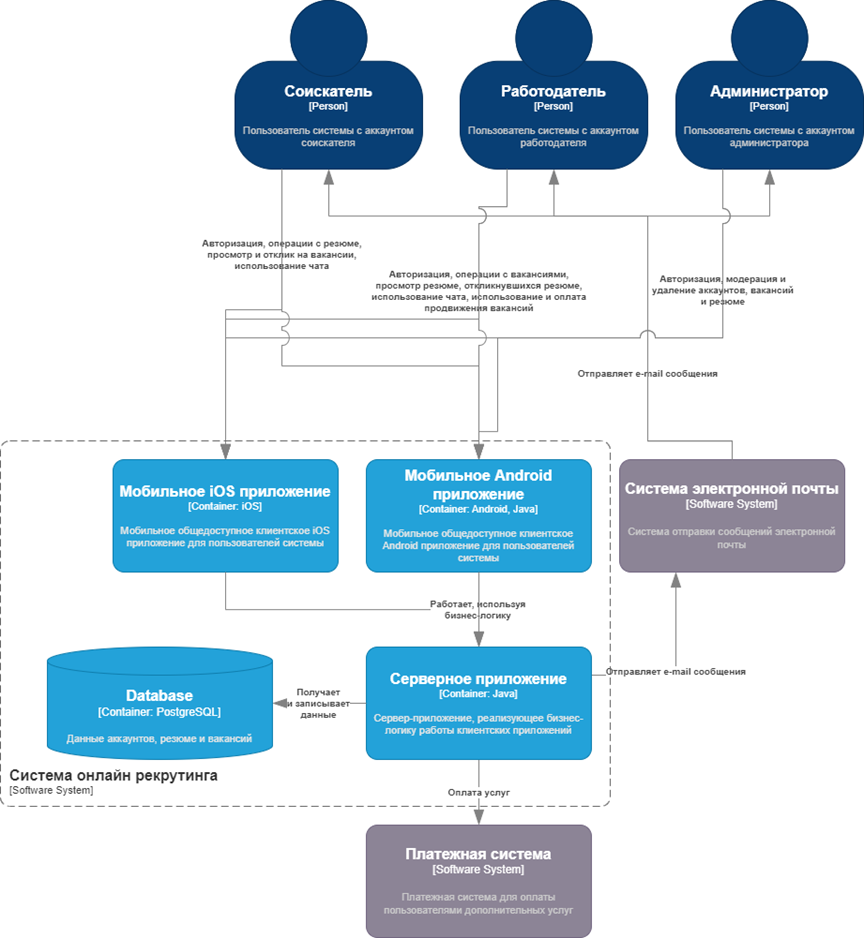 Соискатель
[Person]
Пользователь системы с аккаунтом
соискателя
Работодатель
[Person]
Пользователь системы с аккаунтом
работодателя
Администратор
[Person]
Пользователь системы с аккаунтом
администратора
Авторизация, операции с резюме,
просмотр и отклик на вакансии,
использование чата
Авторизация, операции с вакансиями,
просмотр резюме, откликнувшихся резюме,
использование чата, использование и оплата
продвижения вакансий
Авторизация, модерация и
удаление аккаунтов, вакансий
и резюме
Отправляет e-mail сообщения
Мобильное iOS приложение
[Container: iOS]
Мобильное общедоступное клиентское iOS
приложение для пользователей системы
Мобильное Android
приложение
[Container: Android, Java]
Мобильное общедоступное клиентское
Android приложение для пользователей
системы
Система электронной почты
[Software System]
Система отправки сообщений электронной
почты
Работает, используя
бизнес-логику
Database
[Container: PostgreSQL]
Данные аккаунтов, резюме и вакансий
Получает
и записывает
данные
Серверное приложение
[Container: Java]
Сервер-приложение, реализующее бизнес-
логику работы клиентских приложений
Отправляет e-mail сообщения
Система онлайн рекрутинга
[Software System]
Оплата услуг
Платежная система
[Software System]
Платежная система для оплаты
пользователями дополнительных услуг